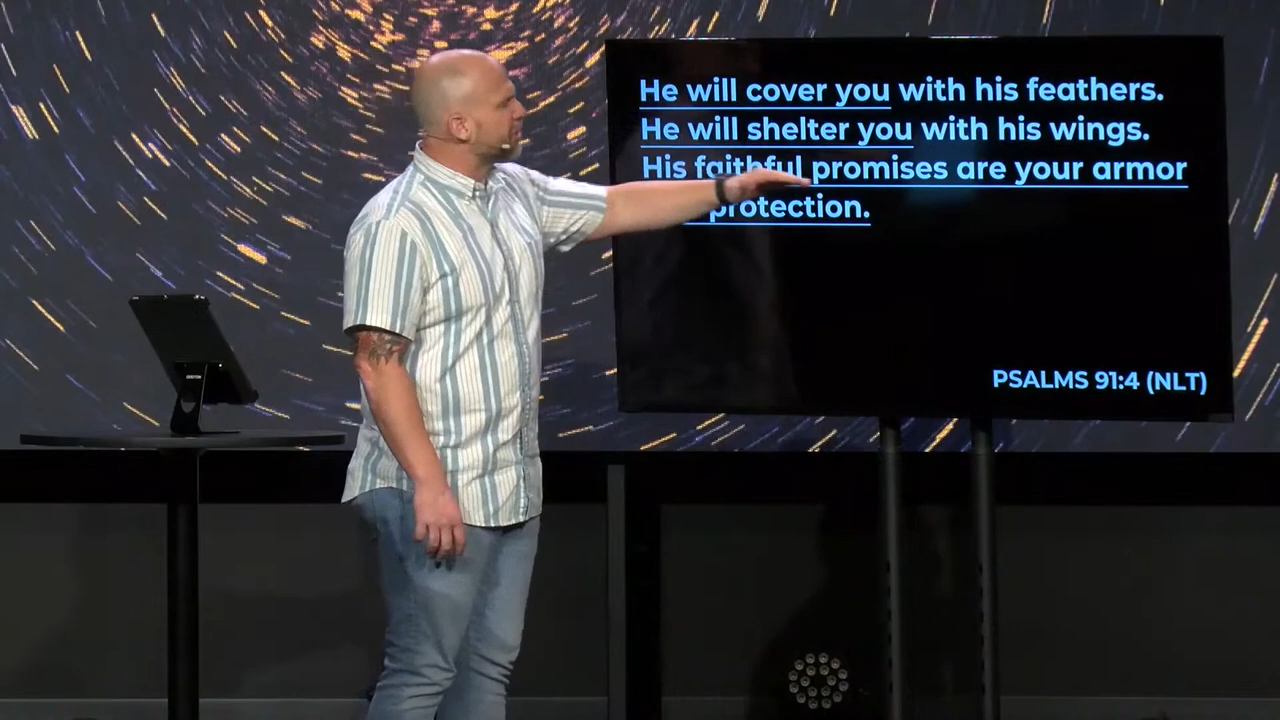 He will cover you with his feathers.
He will shelter you with his wings.
His faithful promises are your armor
protection.
PSALMS 91:4 (NLT)